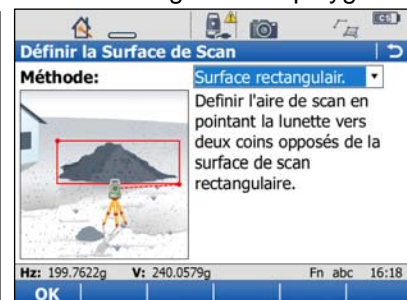 CS
Définir la Surface de Scan
Méthode:
Surface rectangulair.
Definir l'aire de scan en
pointant la lunette vers
deux coins opposés de la
surface de scan
rectangulaire.
Hz: 199.7622g V: 240.0579g Fn abc 16:18
OK